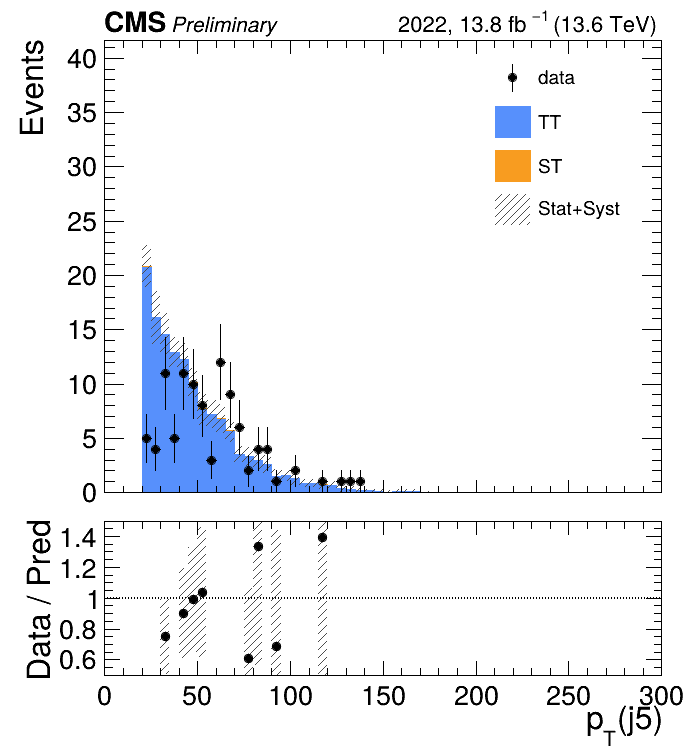 CMS Preliminary 2022, 13.8 fb⁻¹ (13.6 TeV)
Events
40
35
30
25
20
15
10
5
0
data
TT
ST
Stat+Syst
Data / Pred
1.4
1.2
1
0.8
0.6
0 50 100 150 200 250 300
p_T(j5)